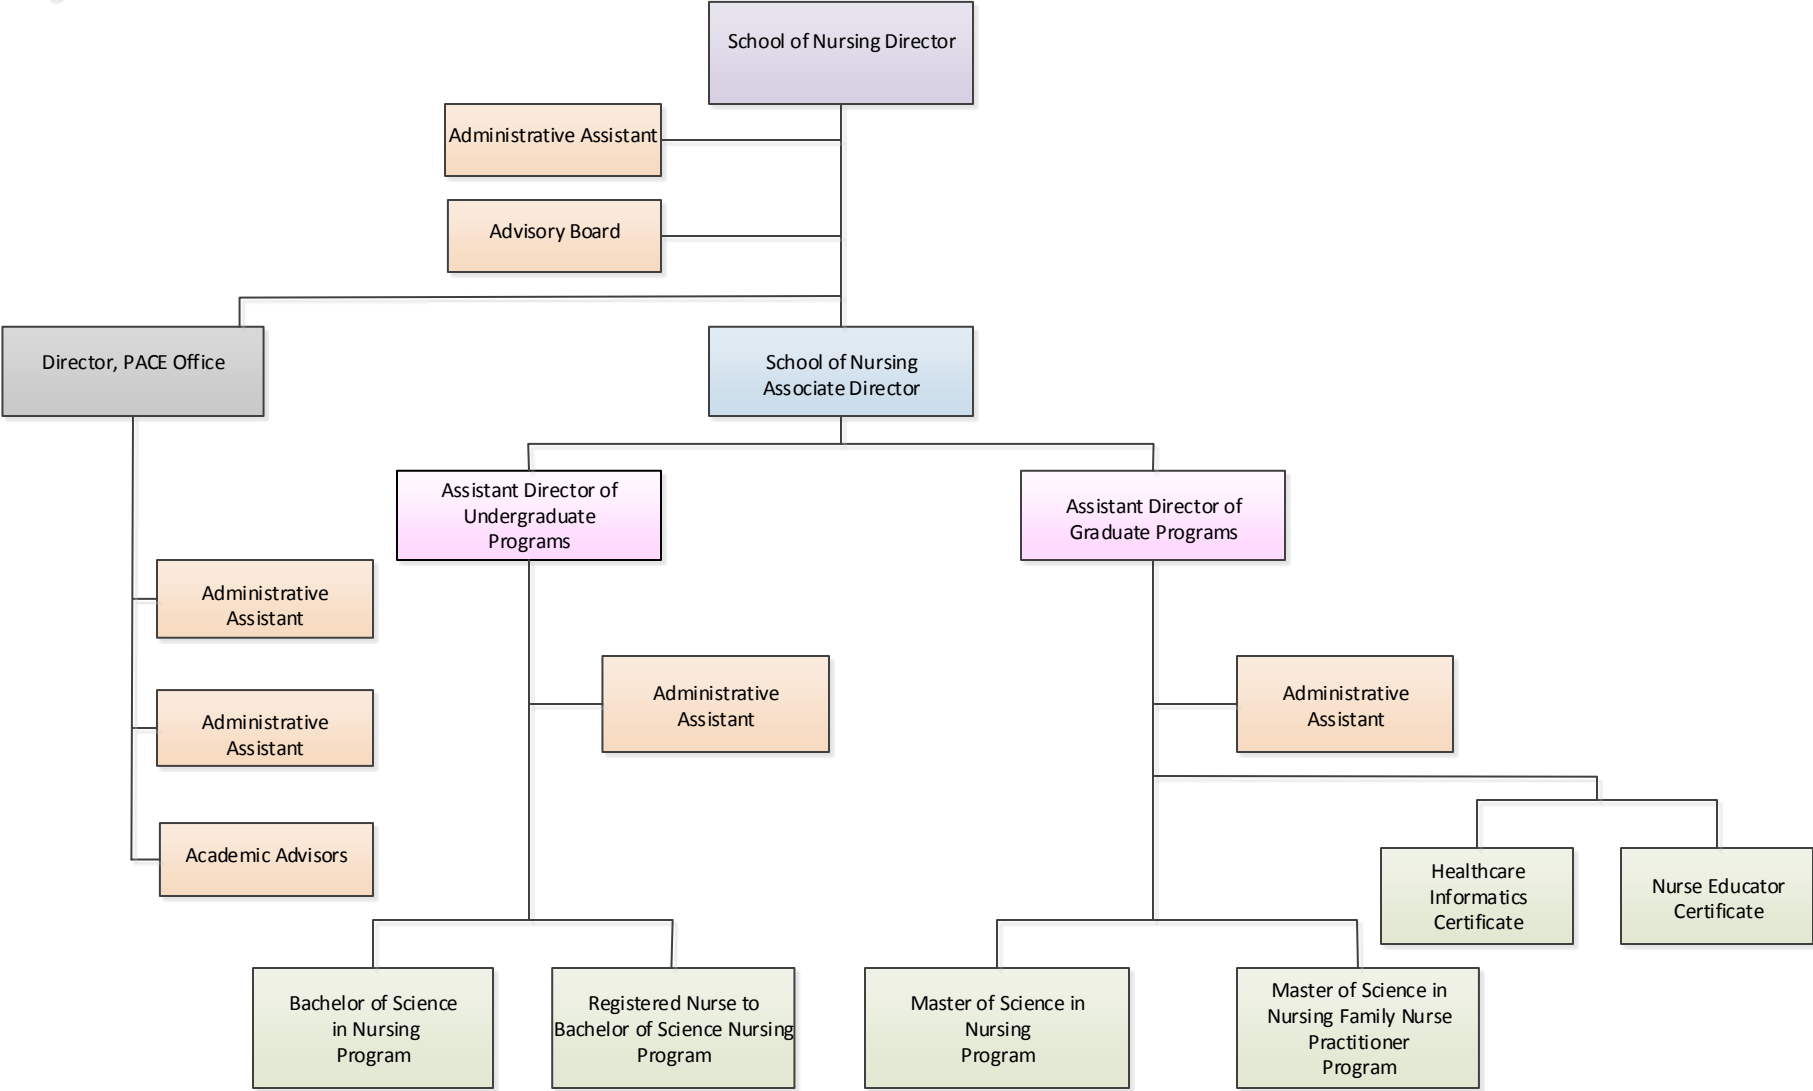 School of Nursing Director
Administrative Assistant
Advisory Board
Director, PACE Office
School of Nursing
Associate Director
Assistant Director of
Undergraduate
Programs
Assistant Director of
Graduate Programs
Administrative
Assistant
Administrative
Assistant
Administrative
Assistant
Administrative
Assistant
Academic Advisors
Healthcare
Informatics
Certificate
Nurse Educator
Certificate
Bachelor of Science
in Nursing
Program
Registered Nurse to
Bachelor of Science Nursing
Program
Master of Science in
Nursing
Program
Master of Science in
Nursing Family Nurse
Practitioner
Program